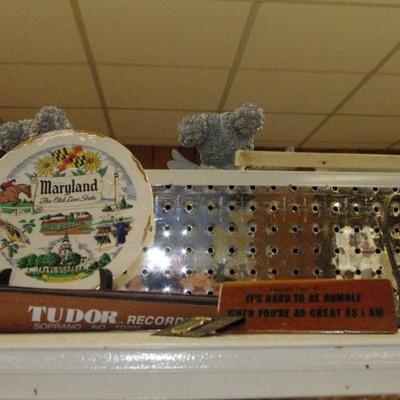 Maryland
The Old Line State
TUDOR RECORD
SOPRANO NO.
IT'S HARD TO BE HUMBLE
WHEN YOU'RE AS GREAT AS I AM